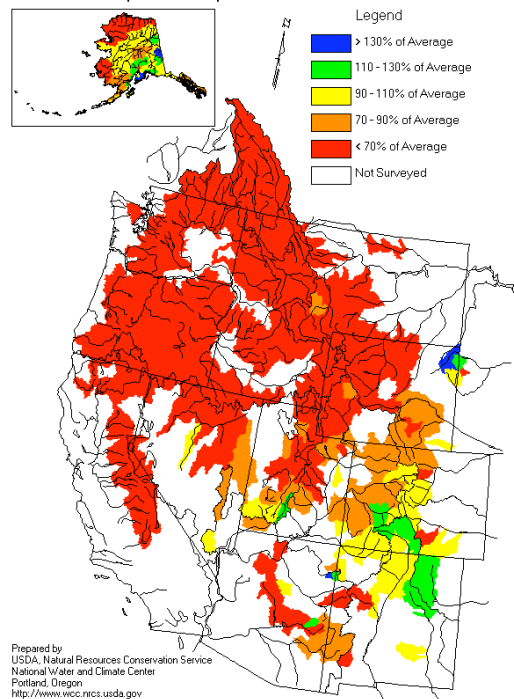 Legend
> 130% of Average
110 - 130% of Average
90 - 110% of Average
70 - 90% of Average
< 70% of Average
Not Surveyed
Prepared by
USDA, Natural Resources Conservation Service
National Water and Climate Center
Portland, Oregon
http://www.wcc.nrcs.usda.gov